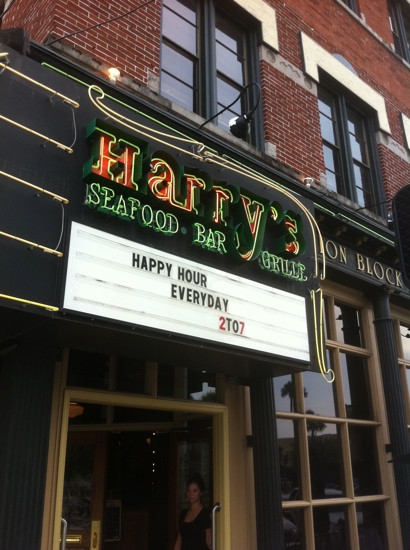 Harry's
SEAFOOD · BAR GRILLE
HAPPY HOUR
EVERYDAY
2TO7
ON BLOCK